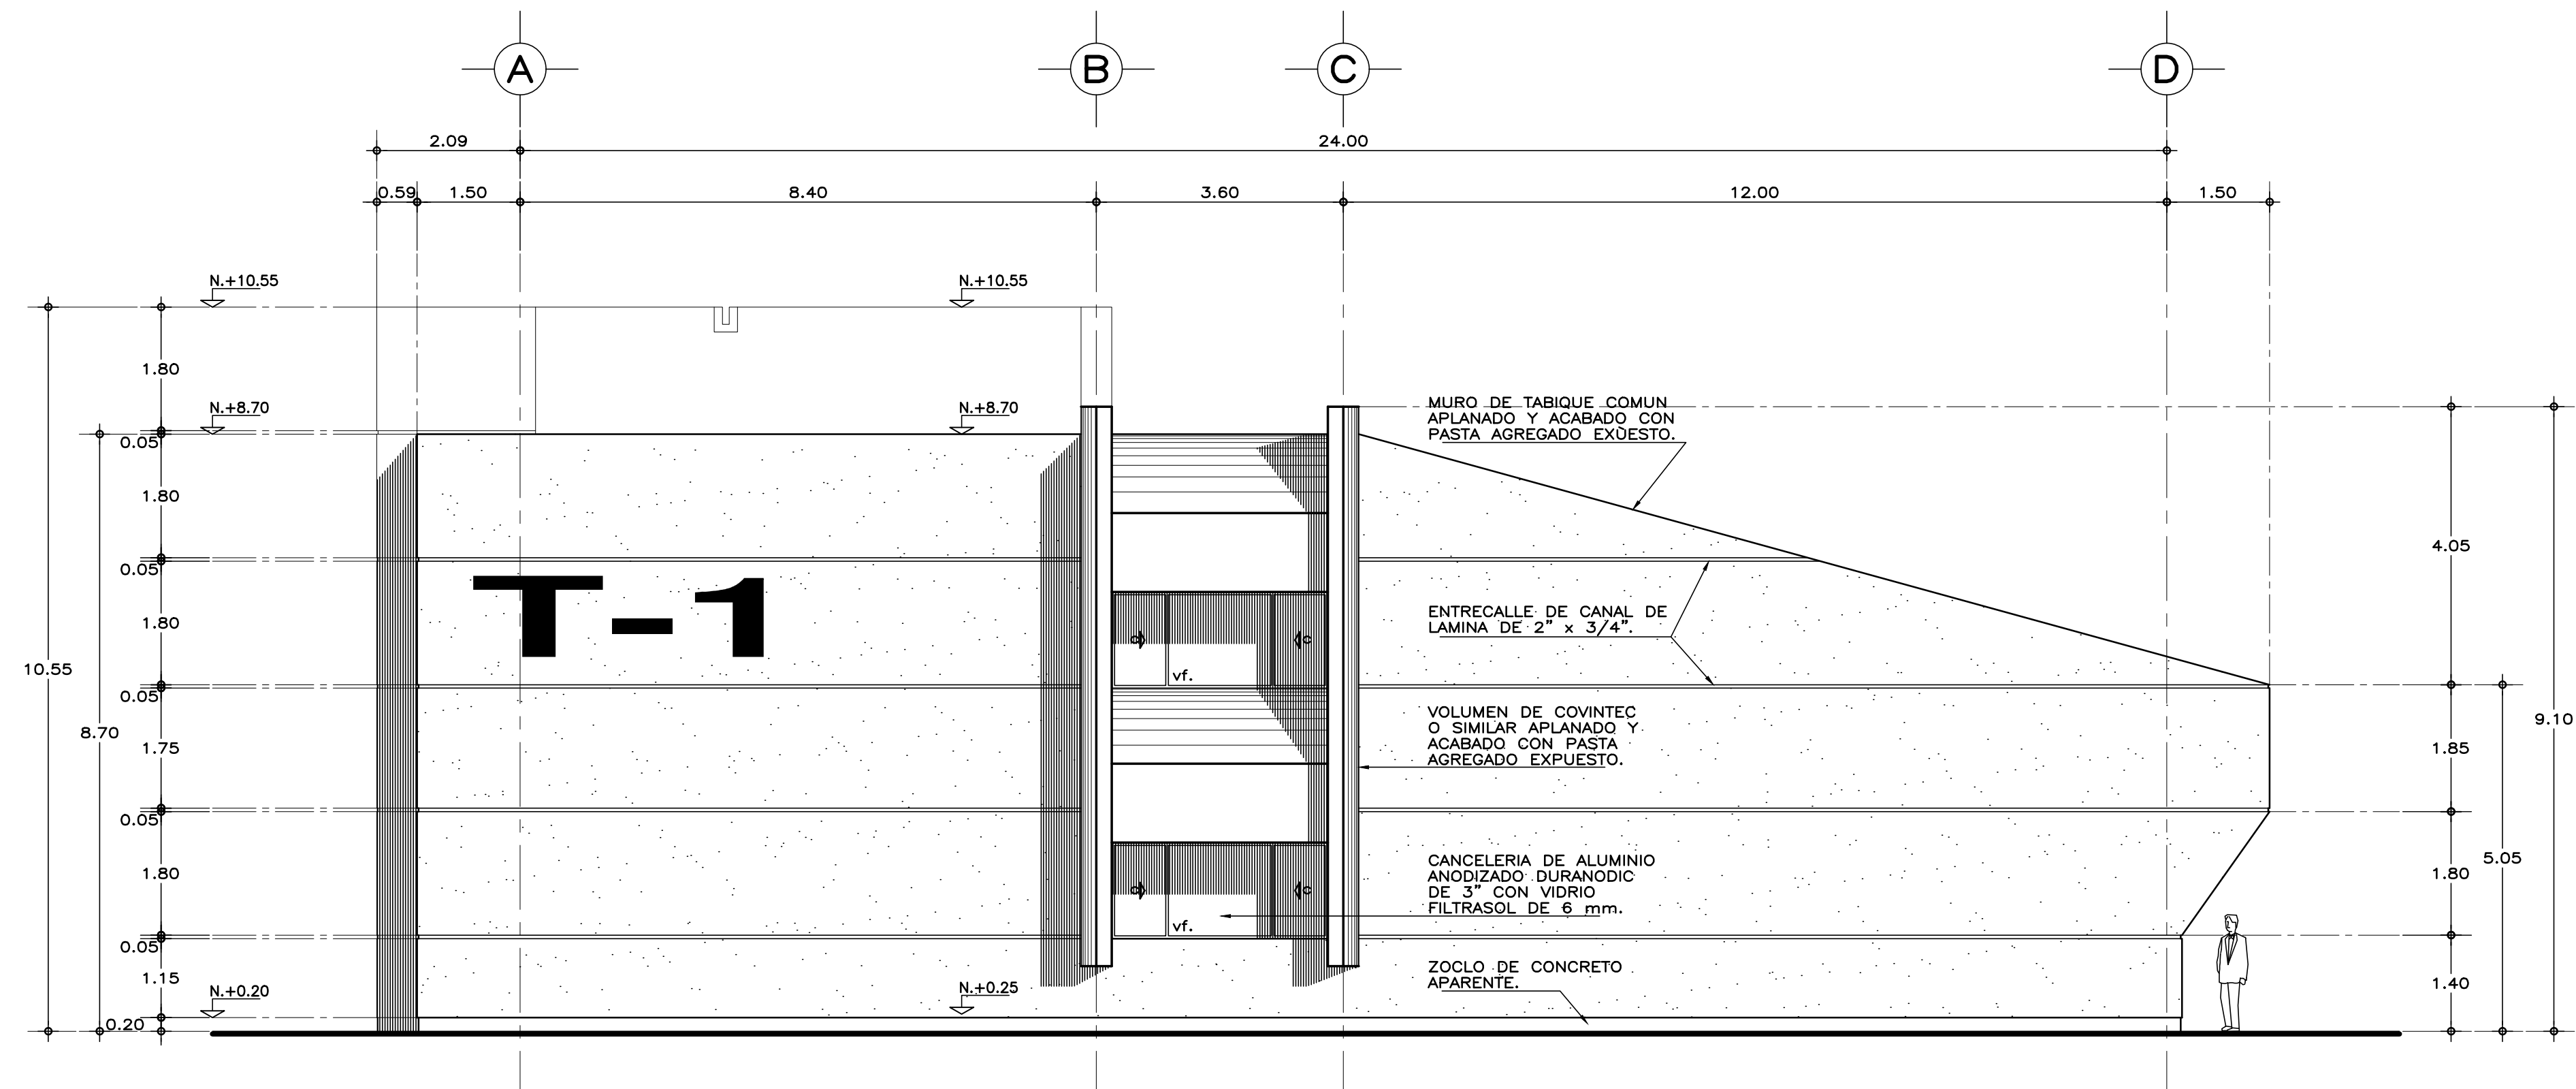 A B C D
2.09 24.00
0.59 1.50 8.40 3.60 12.00 1.50
N.+10.55 N.+10.55
1.80
N.+8.70 N.+8.70
0.05
1.80
0.05
1.80
10.55
0.05
8.70
1.75
0.05
1.80
0.05
1.15
N.+0.20 N.+0.25
0.20
T-1
c c
vf.
c c
vf.
MURO DE TABIQUE COMUN
APLANADO Y ACABADO CON
PASTA AGREGADO EXUESTO.
ENTRECALLE DE CANAL DE
LAMINA DE 2" x 3/4".
VOLUMEN DE COVINTEC
O SIMILAR APLANADO Y
ACABADO CON PASTA
AGREGADO EXPUESTO.
CANCELERIA DE ALUMINIO
ANODIZADO DURANODIC
DE 3" CON VIDRIO
FILTRASOL DE 6 mm.
ZOCLO DE CONCRETO
APARENTE.
4.05
9.10
1.85
5.05
1.80
1.40